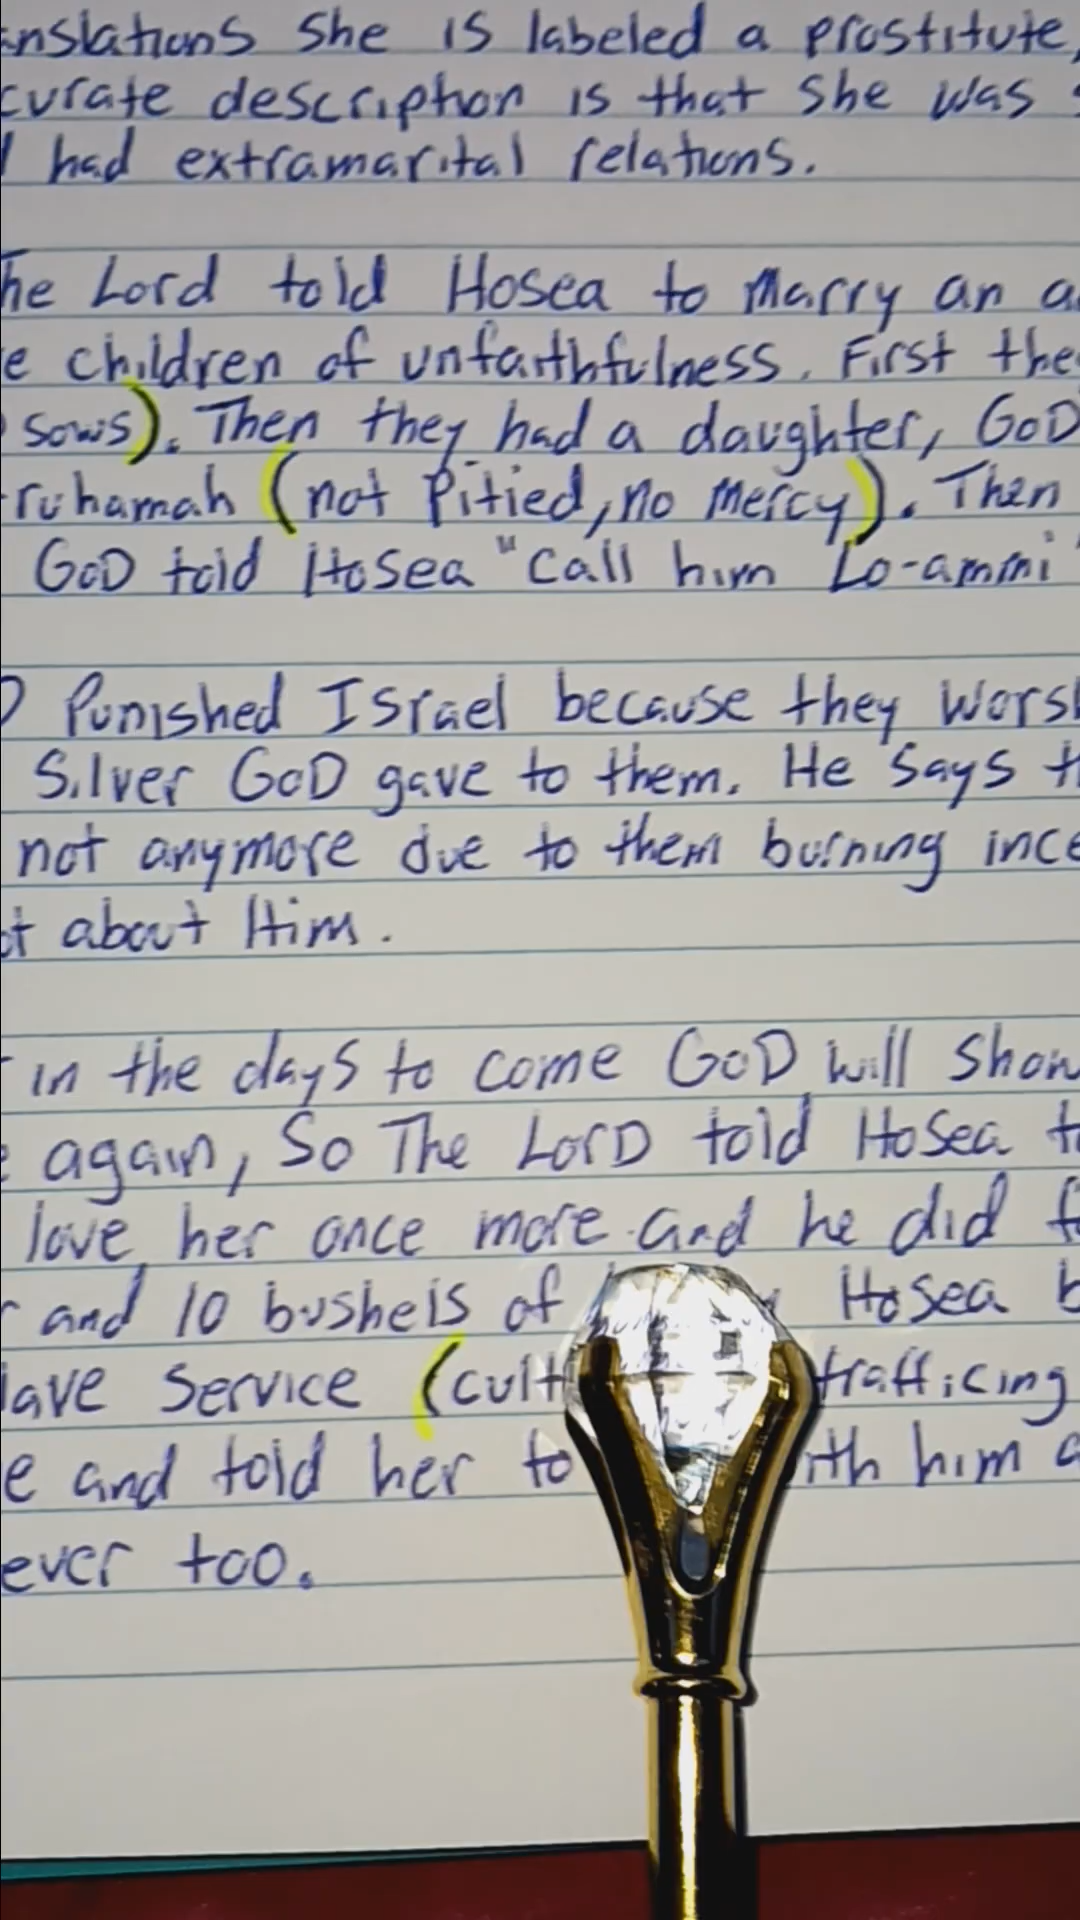 anslations She is labeled a prostitute,
curate description is that She was
had extramarital relations.
he Lord told Hosea to Marry an a
e children of unfaithfulness. First the
sows). Then they had a daughter, GOD
ruhamah (not Pitied, no Mercy). Then
GOD told Hosea "Call him Lo-ammi"
Punished Israel because they Wors
Silver GOD gave to them. He Says t
not anymore due to them burning ince
ot about Him.
in the days to come GOD will Show
e again, So The LorD told Hosea t
love her once more and he did f
r and 10 bushels of Hosea b
lave Service (cult trafficing
e and told her to ith him a
ever too.